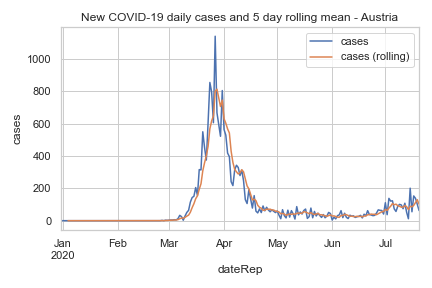 New COVID-19 daily cases and 5 day rolling mean - Austria
cases
cases (rolling)
1000
800
600
400
200
0
cases
Jan
2020
Feb
Mar
Apr
May
Jun
Jul
dateRep